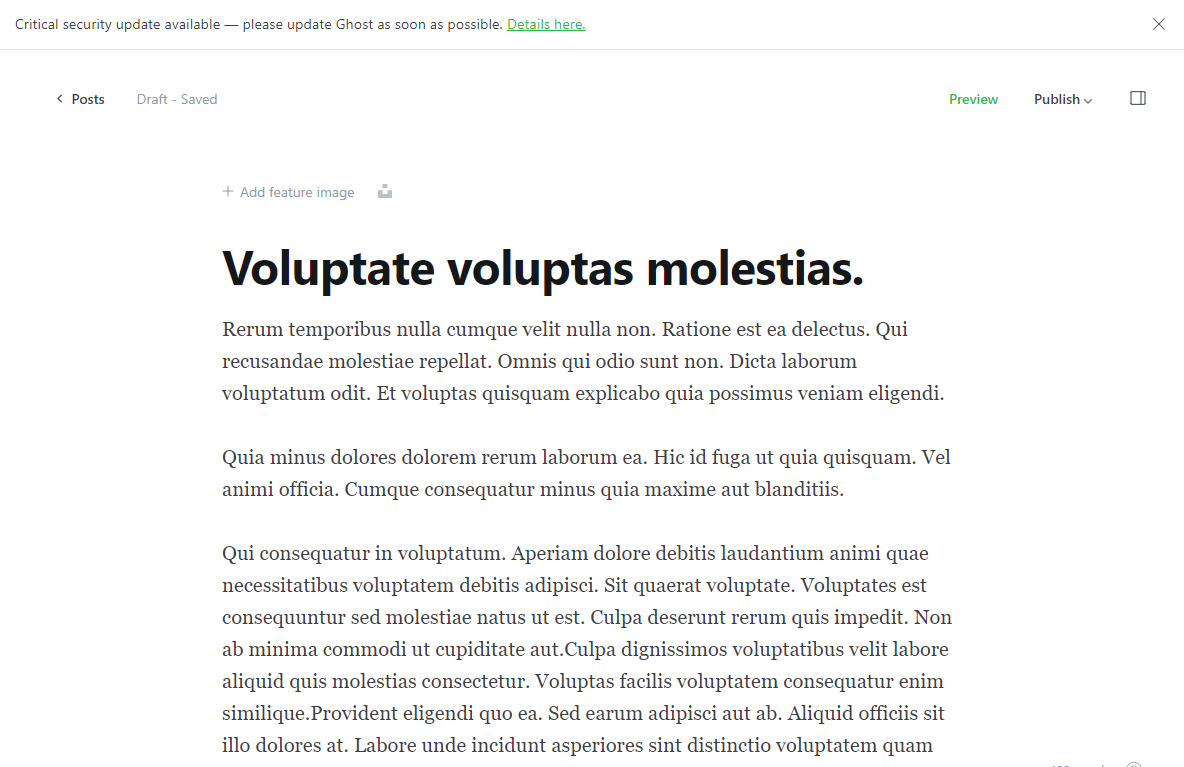 Critical security update available — please update Ghost as soon as possible. Details here.
Posts Draft - Saved Preview Publish
Add feature image
Voluptate voluptas molestias.
Rerum temporibus nulla cumque velit nulla non. Ratione est ea delectus. Qui
recusandae molestiae repellat. Omnis qui odio sunt non. Dicta laborum
voluptatum odit. Et voluptas quisquam explicabo quia possimus veniam eligendi.
Quia minus dolores dolorem rerum laborum ea. Hic id fuga ut quia quisquam. Vel
animi officia. Cumque consequatur minus quia maxime aut blanditiis.
Qui consequatur in voluptatum. Aperiam dolore debitis laudantium animi quae
necessitatibus voluptatem debitis adipisci. Sit quaerat voluptate. Voluptates est
consequuntur sed molestiae natus ut est. Culpa deserunt rerum quis impedit. Non
ab minima commodi ut cupiditate aut.Culpa dignissimos voluptatibus velit labore
aliquid quis molestias consectetur. Voluptas facilis voluptatem consequatur enim
similique.Provident eligendi quo ea. Sed earum adipisci aut ab. Aliquid officiis sit
illo dolores at. Labore unde incidunt asperiores sint distinctio voluptatem quam